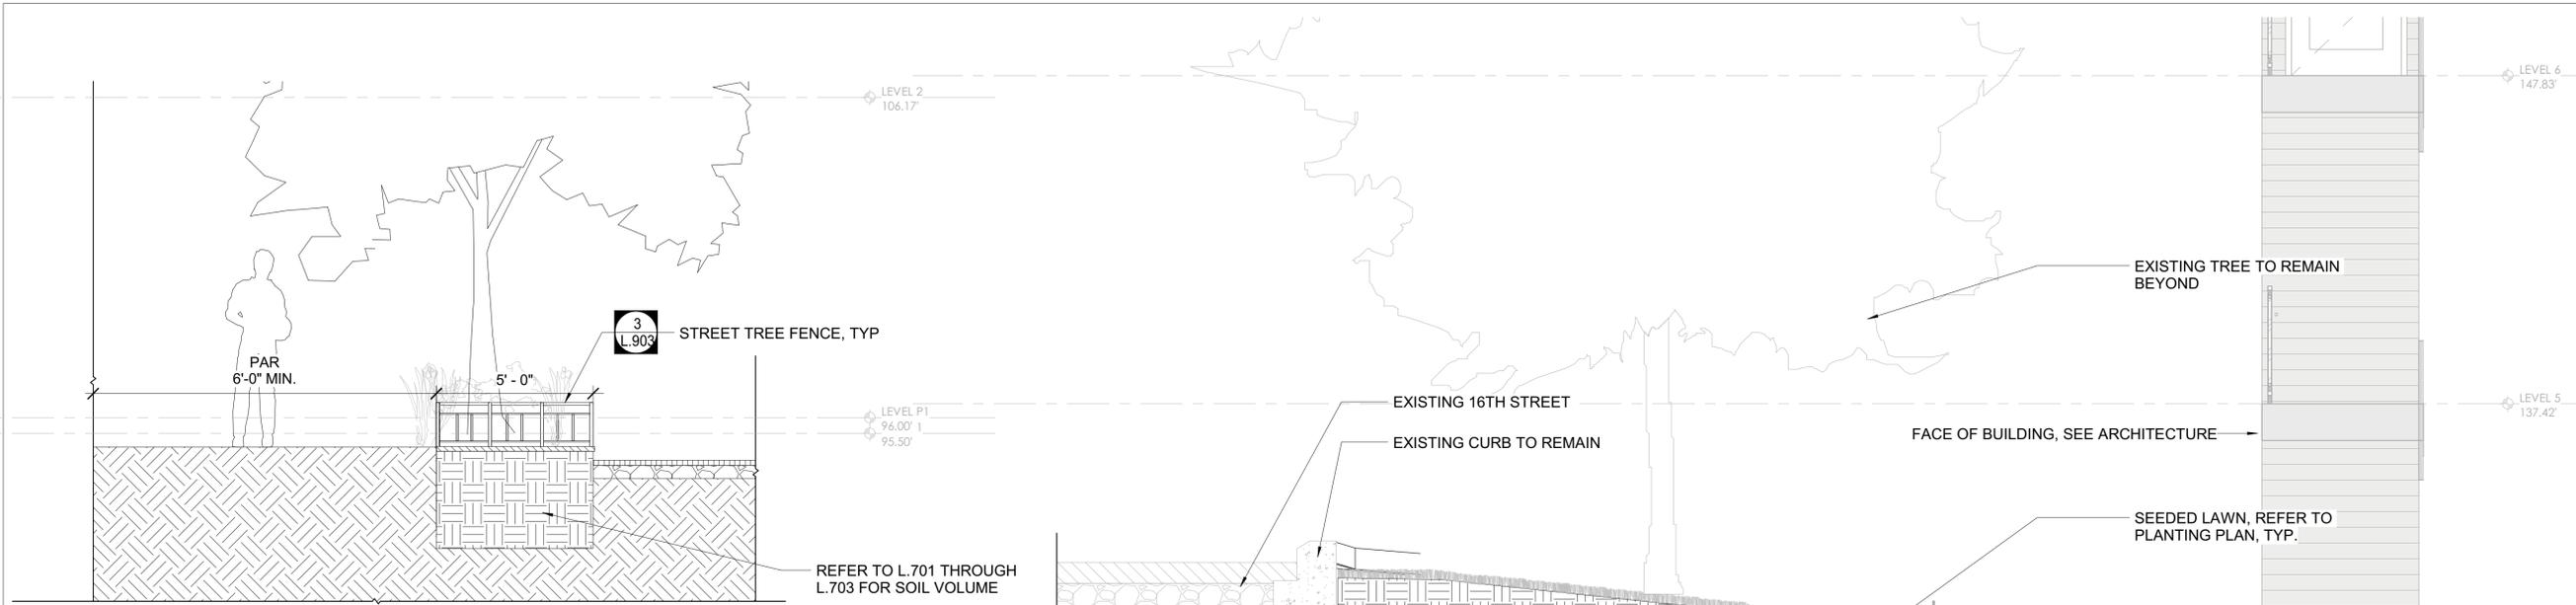 LEVEL 2
106.17'
LEVEL 6
147.83'
EXISTING TREE TO REMAIN
BEYOND
3
L.903
STREET TREE FENCE, TYP
PAR
6'-0" MIN.
5' - 0"
LEVEL P1
96.00' 1
95.50'
EXISTING 16TH STREET
EXISTING CURB TO REMAIN
LEVEL 5
137.42'
FACE OF BUILDING, SEE ARCHITECTURE
SEEDED LAWN, REFER TO
PLANTING PLAN, TYP.
REFER TO L.701 THROUGH
L.703 FOR SOIL VOLUME